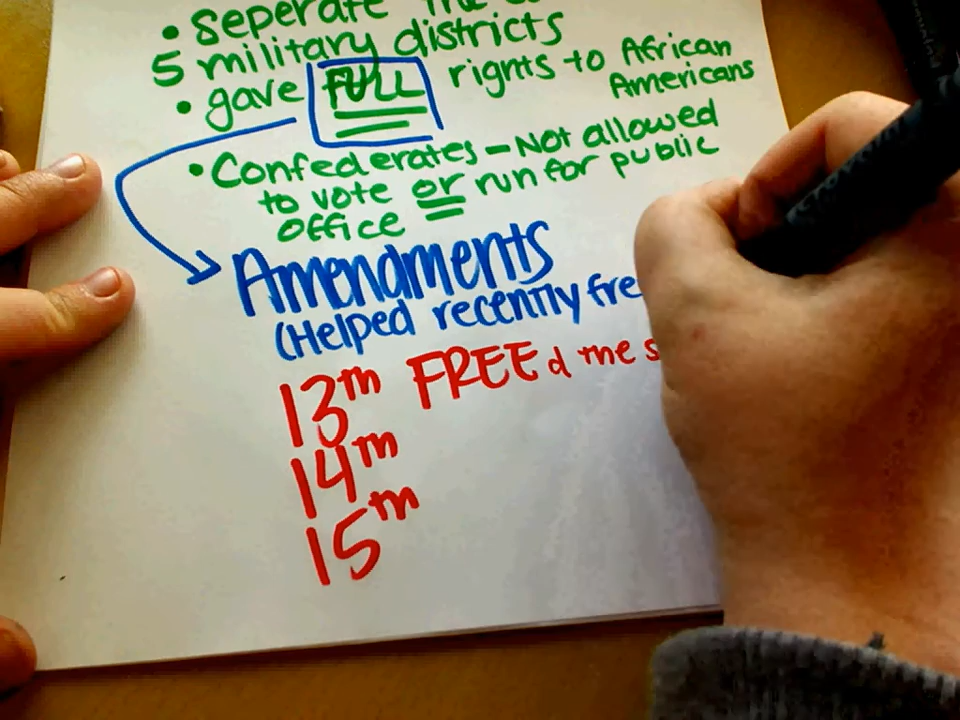 • seperate the
5 military districts
• gave FULL rights to African
Americans
• Confederates - Not allowed
to vote or run for public
office
Amendments
(Helped recently fre
13th FREEd the s
14th
15th